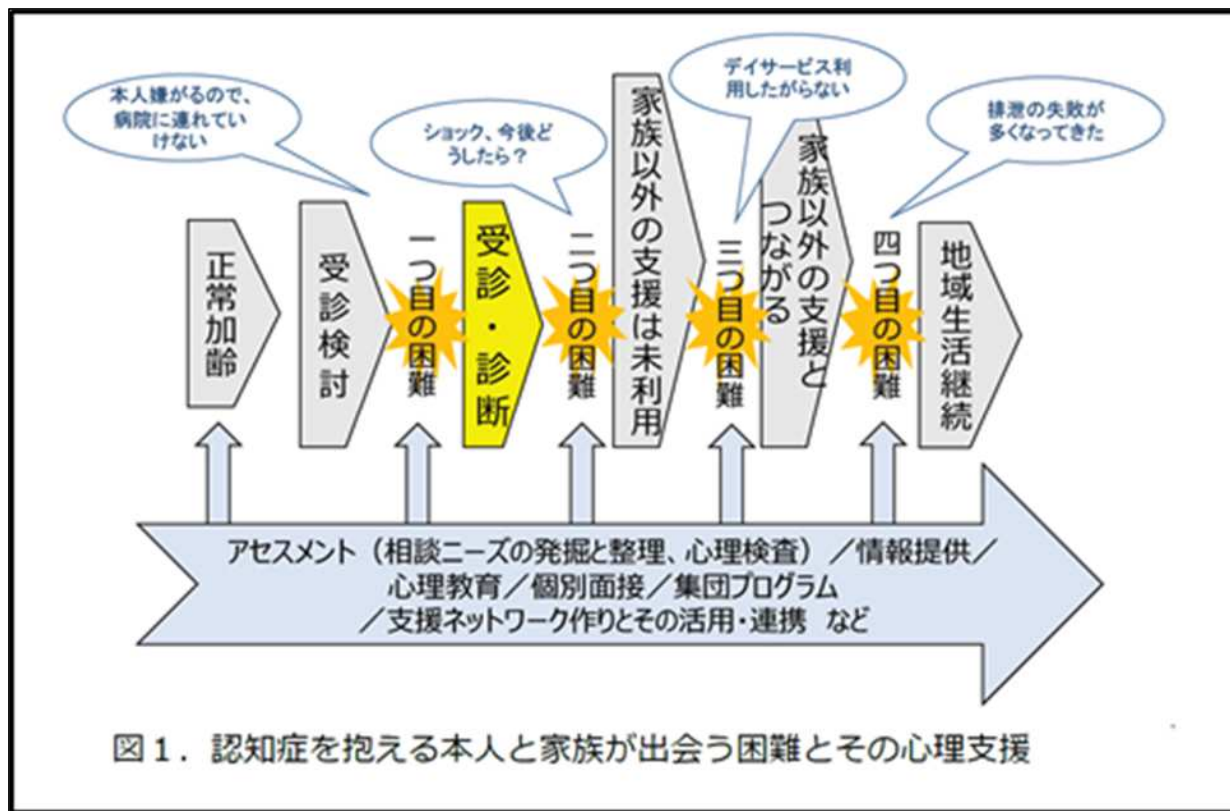 本人嫌がるので、
病院に連れてい
けない
ショック、今後ど
うしたら？
デイサービス利
用したがらない
排泄の失敗が
多くなってきた
正常加齢
受診検討
一つ目の困難
受診・診断
二つ目の困難
家族以外の支援は未利用
三つ目の困難
家族以外の支援と
つながる
四つ目の困難
地域生活継続
アセスメント（相談ニーズの発掘と整理、心理検査）／情報提供／
心理教育／個別面接／集団プログラム
／支援ネットワーク作りとその活用・連携 など
図１．認知症を抱える本人と家族が出会う困難とその心理支援